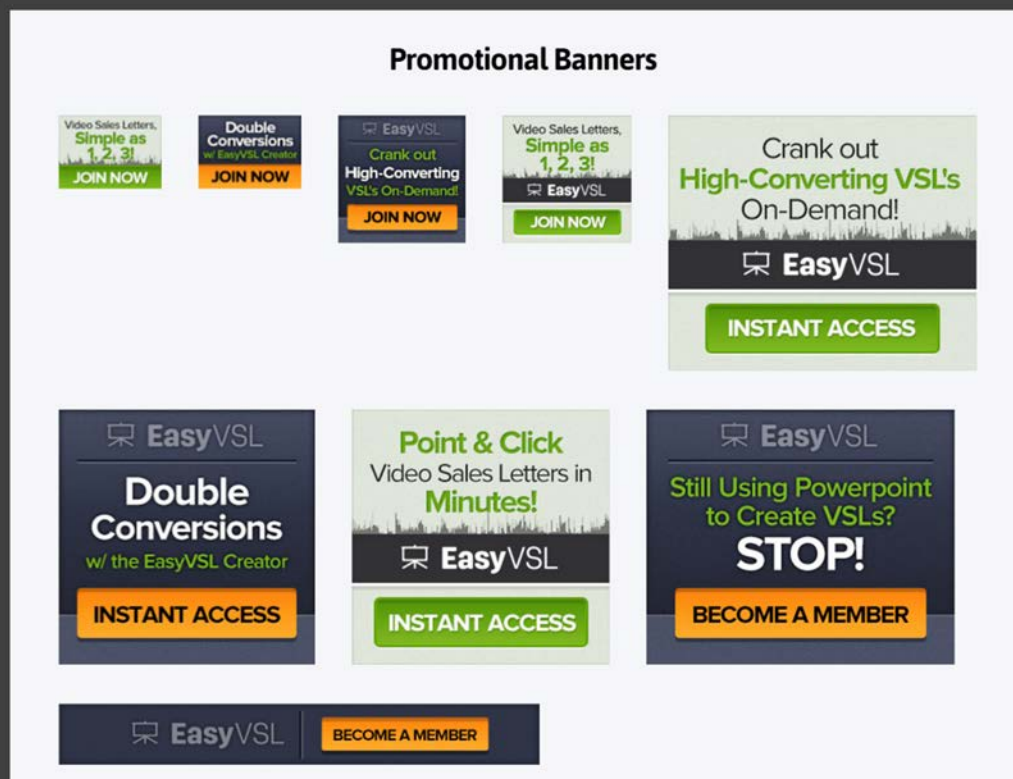 Promotional Banners
Video Sales Letters,
Simple as
1, 2, 3!
JOIN NOW
Double
Conversions
w/ EasyVSL Creator
JOIN NOW
EasyVSL
Crank out
High-Converting
VSL's On-Demand!
JOIN NOW
Video Sales Letters,
Simple as
1, 2, 3!
EasyVSL
JOIN NOW
Crank out
High-Converting VSL's
On-Demand!
EasyVSL
INSTANT ACCESS
EasyVSL
Double
Conversions
w/ the EasyVSL Creator
INSTANT ACCESS
Point & Click
Video Sales Letters in
Minutes!
EasyVSL
INSTANT ACCESS
EasyVSL
Still Using Powerpoint
to Create VSLs?
STOP!
BECOME A MEMBER
EasyVSL
BECOME A MEMBER